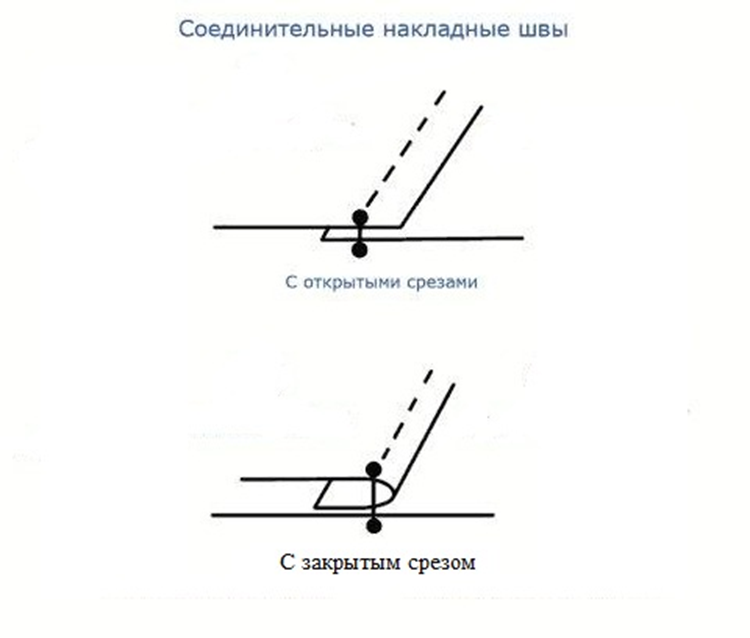 Соединительные накладные швы
С открытыми срезами
С закрытым срезом